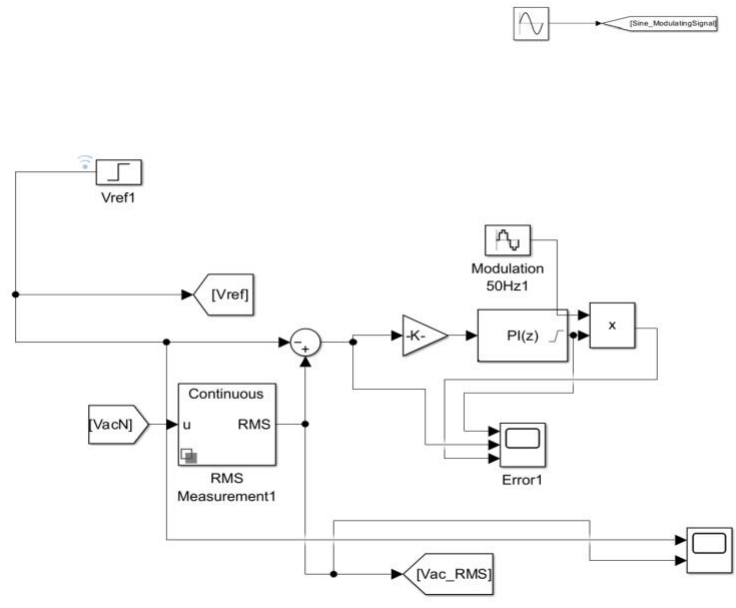 [Sine_ModulatingSignal]
Vref1
[Vref]
Modulation
50Hz1
-K-
PI(z)
x
Continuous
[VacN]
u
RMS
RMS
Measurement1
Error1
[Vac_RMS]